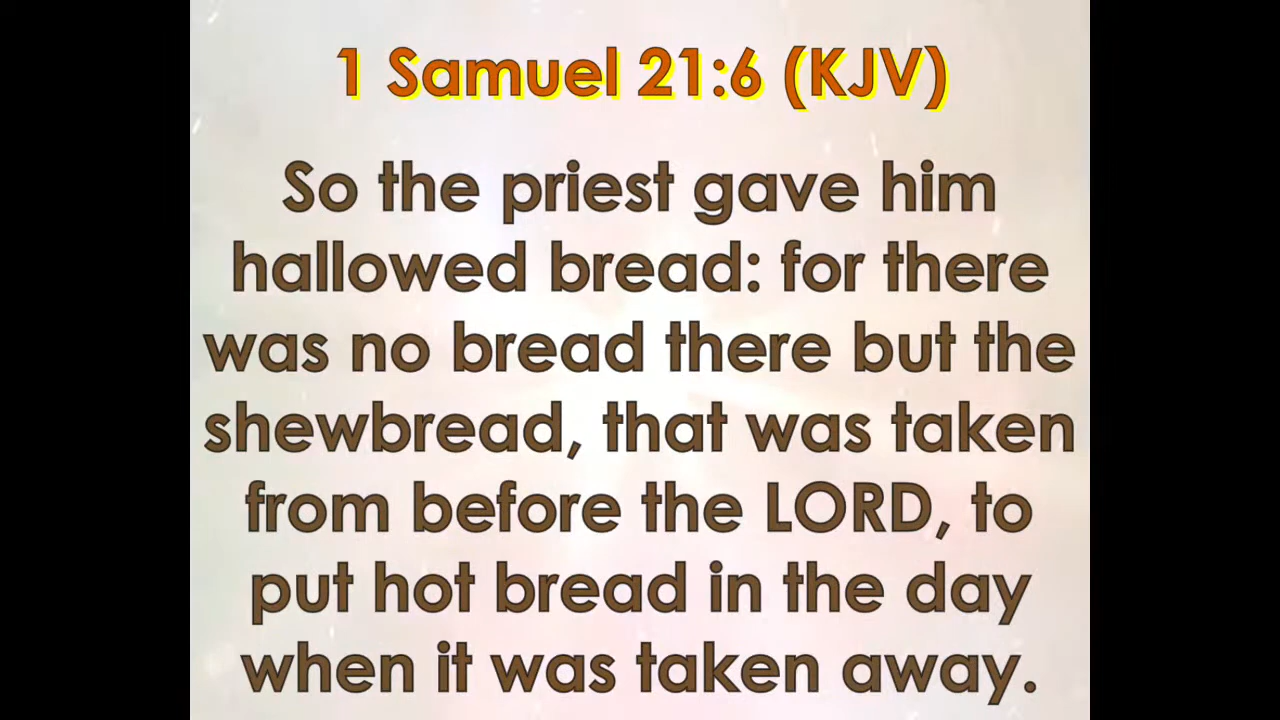 1 Samuel 21:6 (KJV)
So the priest gave him
hallowed bread: for there
was no bread there but the
shewbread, that was taken
from before the LORD, to
put hot bread in the day
when it was taken away.